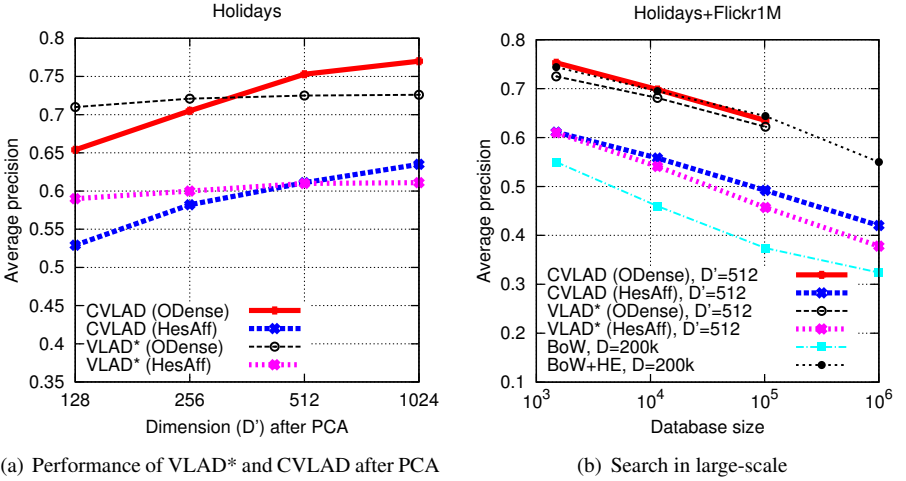 Holidays
Average precision
0.8
0.75
0.7
0.65
0.6
0.55
0.5
0.45
0.4
0.35
CVLAD (ODense)
CVLAD (HesAff)
VLAD* (ODense)
VLAD* (HesAff)
128 256 512 1024
Dimension (D') after PCA
(a) Performance of VLAD* and CVLAD after PCA
Holidays+Flickr1M
Average precision
0.8
0.7
0.6
0.5
0.4
0.3
0.2
0.1
CVLAD (ODense), D'=512
CVLAD (HesAff), D'=512
VLAD* (ODense), D'=512
VLAD* (HesAff), D'=512
BoW, D=200k
BoW+HE, D=200k
10³ 10⁴ 10⁵ 10⁶
Database size
(b) Search in large-scale